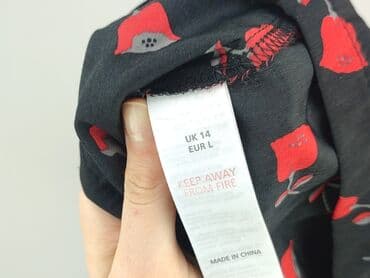 UK 14
EUR L
KEEP AWAY
FROM FIRE
MADE IN CHINA